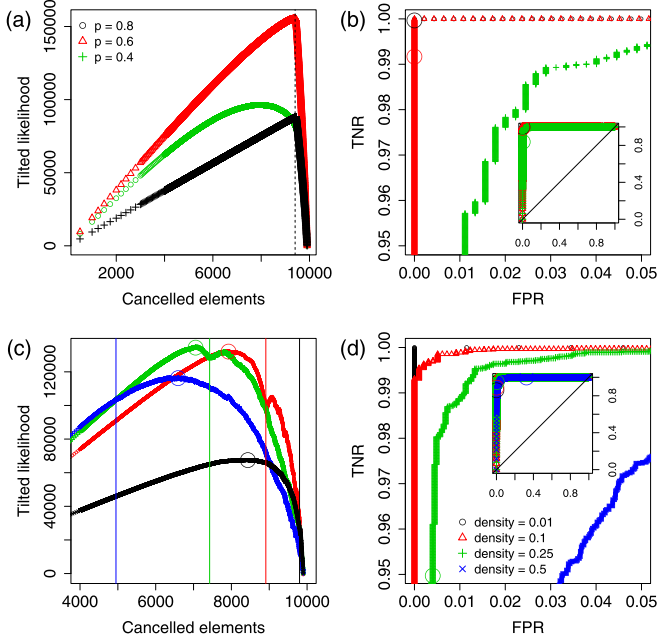 (a)
p = 0.8
p = 0.6
p = 0.4
Tilted likelihood
0
50000
100000
150000
2000
6000
10000
Cancelled elements
(b)
TNR
0.95
0.96
0.97
0.98
0.99
1.00
0.00
0.01
0.02
0.03
0.04
0.05
FPR
0.0
0.4
0.8
0.0
0.4
0.8
(c)
Tilted likelihood
0
20000
40000
60000
80000
120000
4000
6000
8000
10000
Cancelled elements
(d)
TNR
0.95
0.96
0.97
0.98
0.99
1.00
0.00
0.01
0.02
0.03
0.04
0.05
FPR
0.0
0.4
0.8
0.0
0.4
0.8
density = 0.01
density = 0.1
density = 0.25
density = 0.5